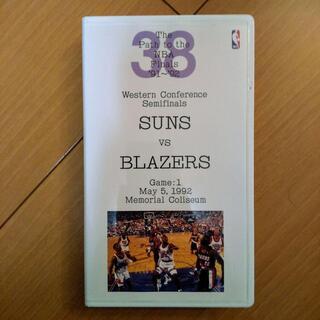 38
The
Path to the
NBA
Finals
'91~'92
Western Conference
Semifinals
SUNS
vs
BLAZERS
Game:1
May 5, 1992
Memorial Coliseum